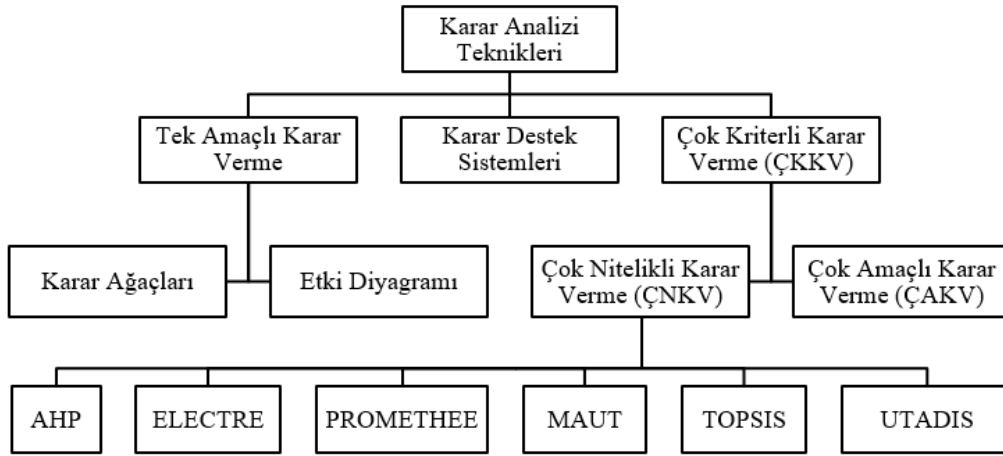 Karar Analizi
Teknikleri
Tek Amaçlı Karar
Verme
Karar Destek
Sistemleri
Çok Kriterli Karar
Verme (ÇKKV)
Karar Ağaçları
Etki Diyagramı
Çok Nitelikli Karar
Verme (ÇNKV)
Çok Amaçlı Karar
Verme (ÇAKV)
AHP
ELECTRE
PROMETHEE
MAUT
TOPSIS
UTADIS